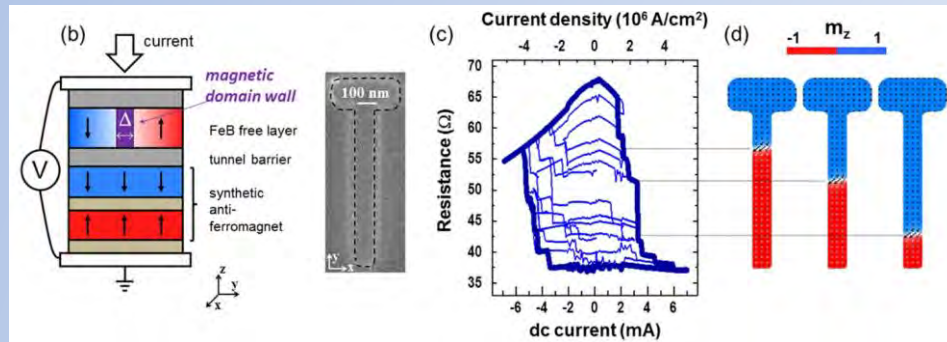 (b)
current
magnetic
domain wall
Δ
FeB free layer
tunnel barrier
synthetic
anti-
ferromagnet
V
z
y
x
100 nm
y
x
(c)
Current density (10⁶ A/cm²)
-4 -2 0 2 4
Resistance (Ω)
70
65
60
55
50
45
40
35
-6 -4 -2 0 2 4 6
dc current (mA)
(d)
-1 m_z 1